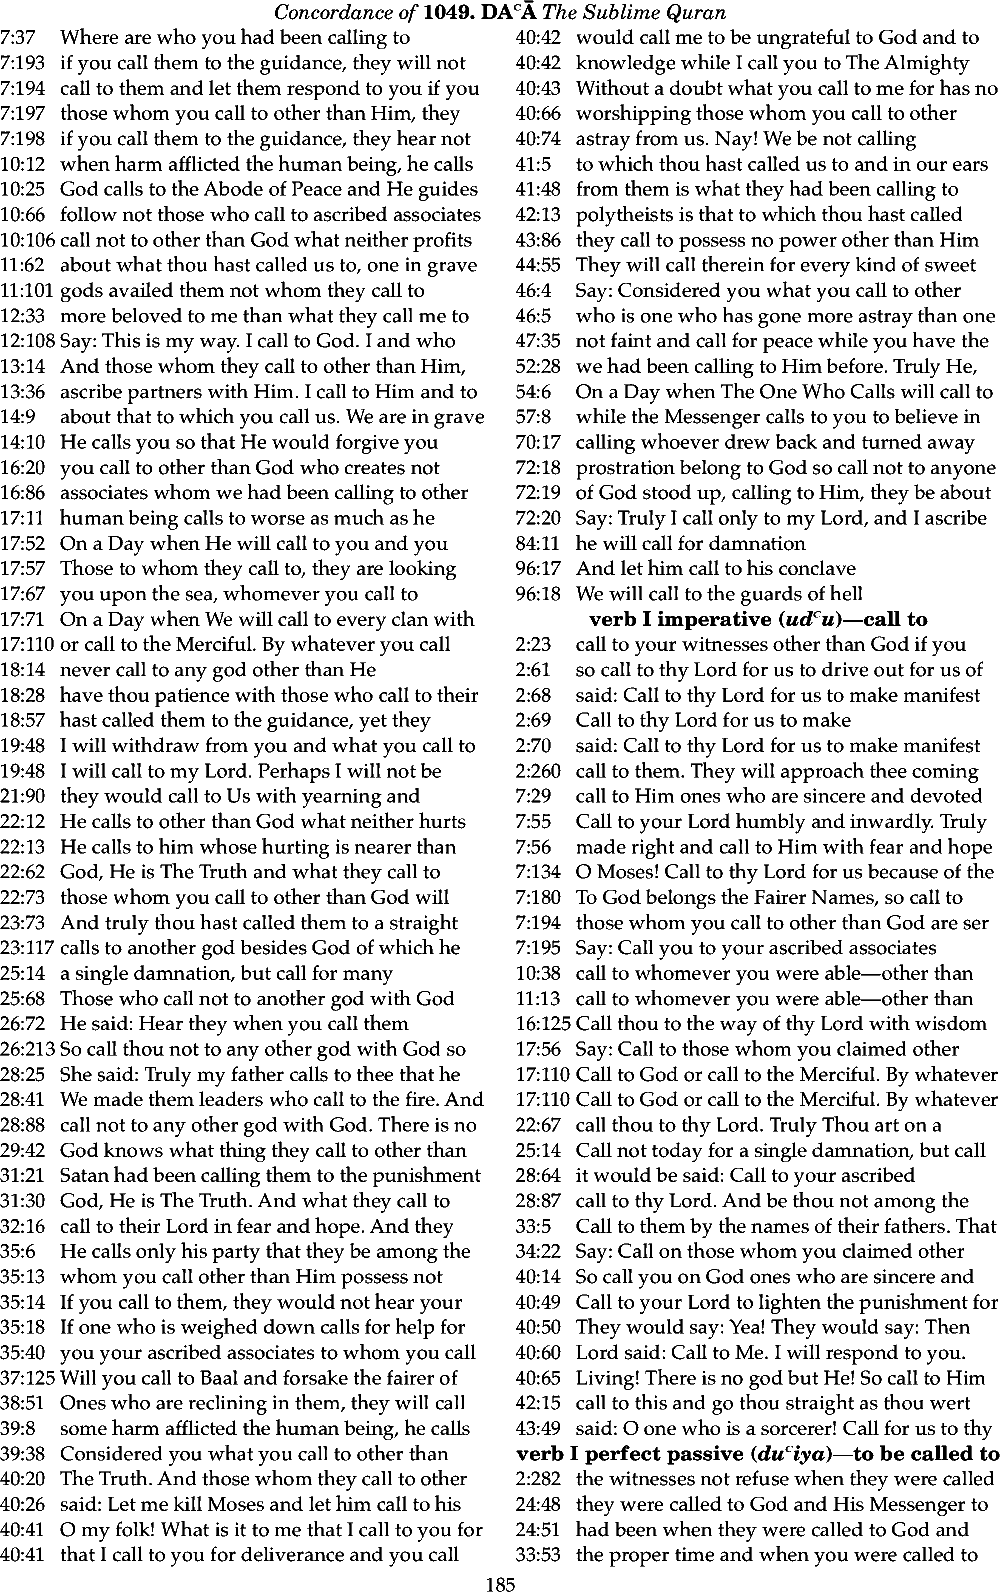 Concordance of 1049. DAᶜĀ The Sublime Quran
7:37 Where are who you had been calling to
7:193 if you call them to the guidance, they will not
7:194 call to them and let them respond to you if you
7:197 those whom you call to other than Him, they
7:198 if you call them to the guidance, they hear not
10:12 when harm afflicted the human being, he calls
10:25 God calls to the Abode of Peace and He guides
10:66 follow not those who call to ascribed associates
10:106 call not to other than God what neither profits
11:62 about what thou hast called us to, one in grave
11:101 gods availed them not whom they call to
12:33 more beloved to me than what they call me to
12:108 Say: This is my way. I call to God. I and who
13:14 And those whom they call to other than Him,
13:36 ascribe partners with Him. I call to Him and to
14:9 about that to which you call us. We are in grave
14:10 He calls you so that He would forgive you
16:20 you call to other than God who creates not
16:86 associates whom we had been calling to other
17:11 human being calls to worse as much as he
17:52 On a Day when He will call to you and you
17:57 Those to whom they call to, they are looking
17:67 you upon the sea, whomever you call to
17:71 On a Day when We will call to every clan with
17:110 or call to the Merciful. By whatever you call
18:14 never call to any god other than He
18:28 have thou patience with those who call to their
18:57 hast called them to the guidance, yet they
19:48 I will withdraw from you and what you call to
19:48 I will call to my Lord. Perhaps I will not be
21:90 they would call to Us with yearning and
22:12 He calls to other than God what neither hurts
22:13 He calls to him whose hurting is nearer than
22:62 God, He is The Truth and what they call to
22:73 those whom you call to other than God will
23:73 And truly thou hast called them to a straight
23:117 calls to another god besides God of which he
25:14 a single damnation, but call for many
25:68 Those who call not to another god with God
26:72 He said: Hear they when you call them
26:213 So call thou not to any other god with God so
28:25 She said: Truly my father calls to thee that he
28:41 We made them leaders who call to the fire. And
28:88 call not to any other god with God. There is no
29:42 God knows what thing they call to other than
31:21 Satan had been calling them to the punishment
31:30 God, He is The Truth. And what they call to
32:16 call to their Lord in fear and hope. And they
35:6 He calls only his party that they be among the
35:13 whom you call other than Him possess not
35:14 If you call to them, they would not hear your
35:18 If one who is weighed down calls for help for
35:40 you your ascribed associates to whom you call
37:125 Will you call to Baal and forsake the fairer of
38:51 Ones who are reclining in them, they will call
39:8 some harm afflicted the human being, he calls
39:38 Considered you what you call to other than
40:20 The Truth. And those whom they call to other
40:26 said: Let me kill Moses and let him call to his
40:41 O my folk! What is it to me that I call to you for
40:41 that I call to you for deliverance and you call
40:42 would call me to be ungrateful to God and to
40:42 knowledge while I call you to The Almighty
40:43 Without a doubt what you call to me for has no
40:66 worshipping those whom you call to other
40:74 astray from us. Nay! We be not calling
41:5 to which thou hast called us to and in our ears
41:48 from them is what they had been calling to
42:13 polytheists is that to which thou hast called
43:86 they call to possess no power other than Him
44:55 They will call therein for every kind of sweet
46:4 Say: Considered you what you call to other
46:5 who is one who has gone more astray than one
47:35 not faint and call for peace while you have the
52:28 we had been calling to Him before. Truly He,
54:6 On a Day when The One Who Calls will call to
57:8 while the Messenger calls to you to believe in
70:17 calling whoever drew back and turned away
72:18 prostration belong to God so call not to anyone
72:19 of God stood up, calling to Him, they be about
72:20 Say: Truly I call only to my Lord, and I ascribe
84:11 he will call for damnation
96:17 And let him call to his conclave
96:18 We will call to the guards of hell
verb I imperative (udᶜu)—call to
2:23 call to your witnesses other than God if you
2:61 so call to thy Lord for us to drive out for us of
2:68 said: Call to thy Lord for us to make manifest
2:69 Call to thy Lord for us to make
2:70 said: Call to thy Lord for us to make manifest
2:260 call to them. They will approach thee coming
7:29 call to Him ones who are sincere and devoted
7:55 Call to your Lord humbly and inwardly. Truly
7:56 made right and call to Him with fear and hope
7:134 O Moses! Call to thy Lord for us because of the
7:180 To God belongs the Fairer Names, so call to
7:194 those whom you call to other than God are ser
7:195 Say: Call you to your ascribed associates
10:38 call to whomever you were able—other than
11:13 call to whomever you were able—other than
16:125 Call thou to the way of thy Lord with wisdom
17:56 Say: Call to those whom you claimed other
17:110 Call to God or call to the Merciful. By whatever
17:110 Call to God or call to the Merciful. By whatever
22:67 call thou to thy Lord. Truly Thou art on a
25:14 Call not today for a single damnation, but call
28:64 it would be said: Call to your ascribed
28:87 call to thy Lord. And be thou not among the
33:5 Call to them by the names of their fathers. That
34:22 Say: Call on those whom you claimed other
40:14 So call you on God ones who are sincere and
40:49 Call to your Lord to lighten the punishment for
40:50 They would say: Yea! They would say: Then
40:60 Lord said: Call to Me. I will respond to you.
40:65 Living! There is no god but He! So call to Him
42:15 call to this and go thou straight as thou wert
43:49 said: O one who is a sorcerer! Call for us to thy
verb I perfect passive (duᶜiya)—to be called to
2:282 the witnesses not refuse when they were called
24:48 they were called to God and His Messenger to
24:51 had been when they were called to God and
33:53 the proper time and when you were called to
185